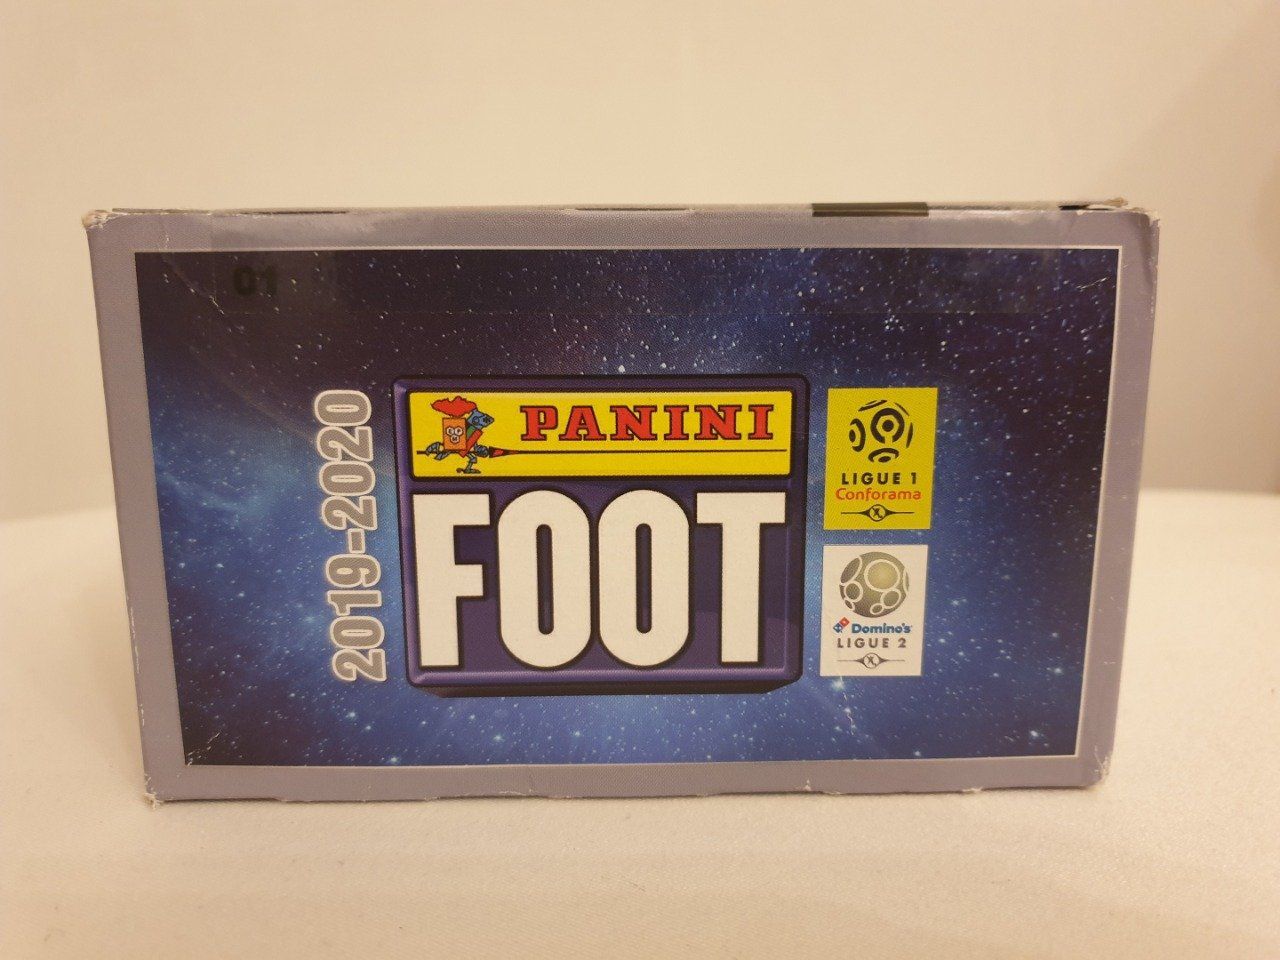 01
2019-2020
PANINI
FOOT
LIGUE 1
Conforama
Domino's
LIGUE 2